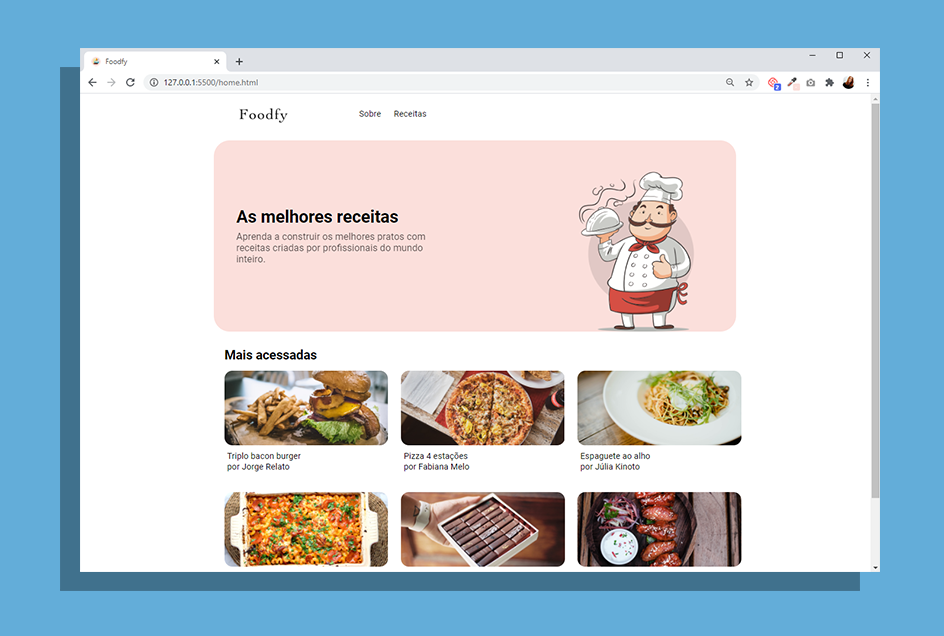 Foodfy
127.0.0.1:5500/home.html
2
Foodfy
Sobre Receitas
As melhores receitas
Aprenda a construir os melhores pratos com
receitas criadas por profissionais do mundo
inteiro.
Mais acessadas
Triplo bacon burger
por Jorge Relato
Pizza 4 estações
por Fabiana Melo
Espaguete ao alho
por Júlia Kinoto